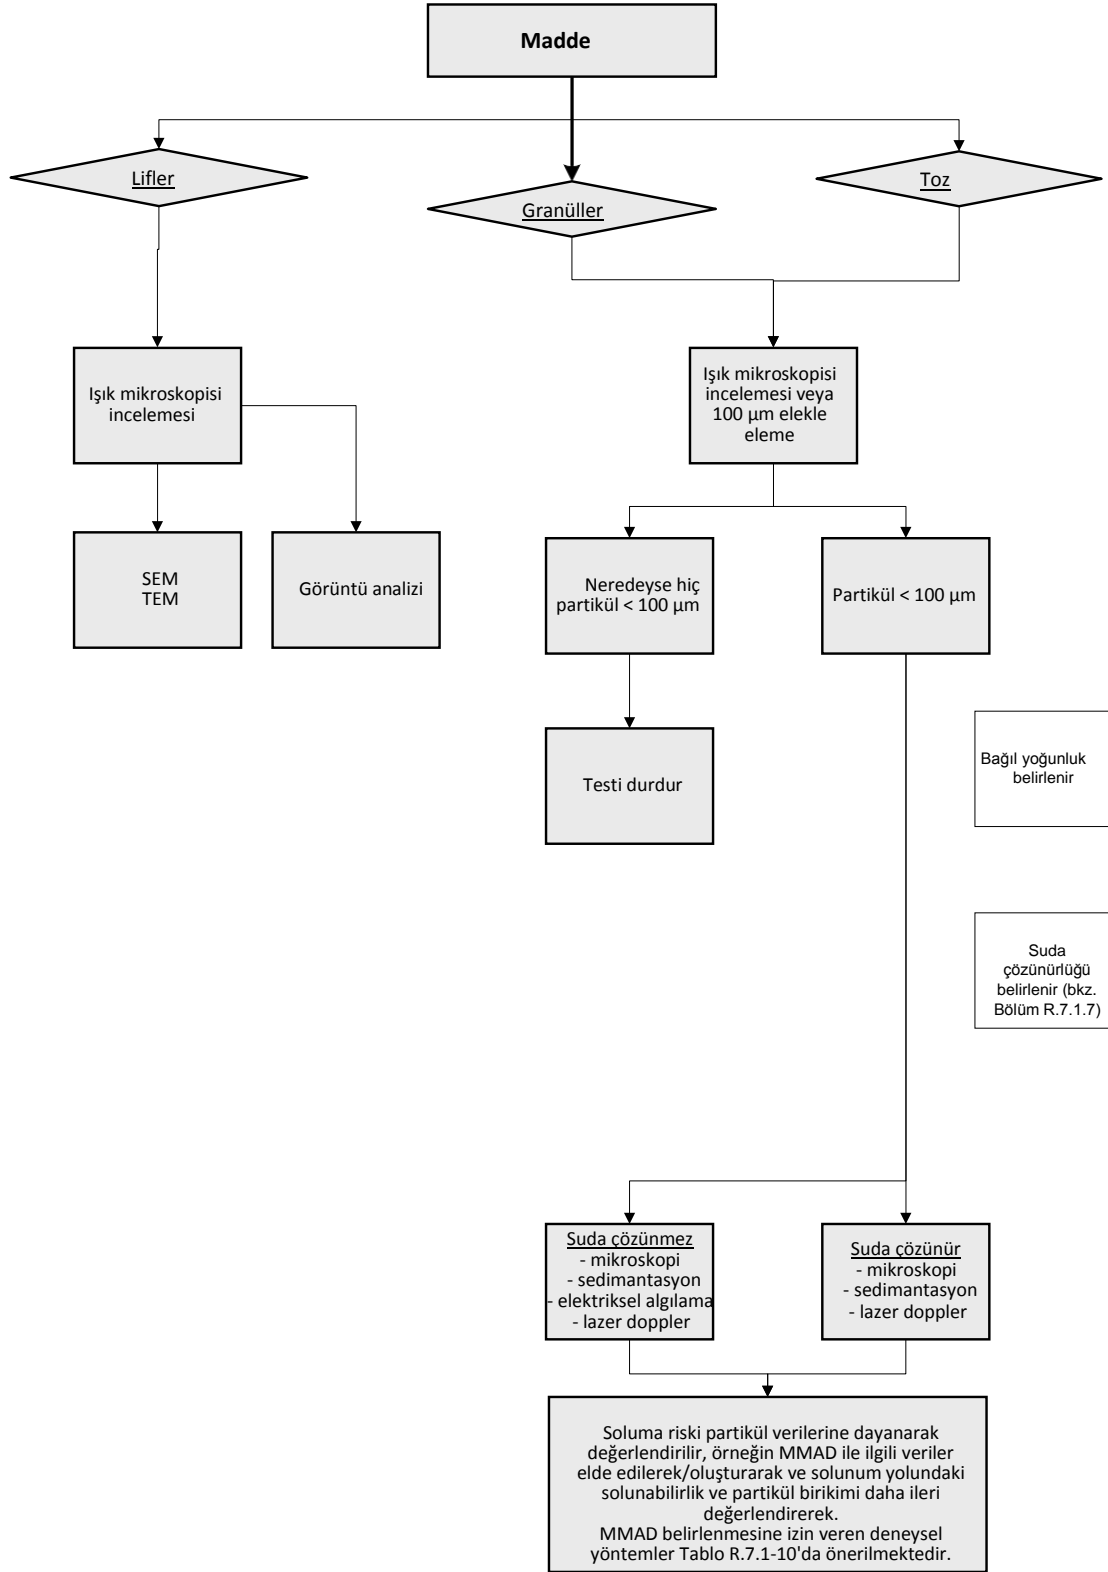 Madde
Lifler
Granüller
Toz
Işık mikroskopisi
incelemesi
Işık mikroskopisi
incelemesi veya
100 µm elekle
eleme
SEM
TEM
Görüntü analizi
Neredeyse hiç
partikül < 100 µm
Partikül < 100 µm
Testi durdur
Bağıl yoğunluk
belirlenir
Suda
çözünürlüğü
belirlenir (bkz.
Bölüm R.7.1.7)
Suda çözünmez
- mikroskopi
- sedimantasyon
- elektriksel algılama
- lazer doppler
Suda çözünür
- mikroskopi
- sedimantasyon
- lazer doppler
Soluma riski partikül verilerine dayanarak
değerlendirilir, örneğin MMAD ile ilgili veriler
elde edilerek/oluşturarak ve solunum yolundaki
solunabilirlik ve partikül birikimi daha ileri
değerlendirerek.
MMAD belirlenmesine izin veren deneysel
yöntemler Tablo R.7.1-10'da önerilmektedir.